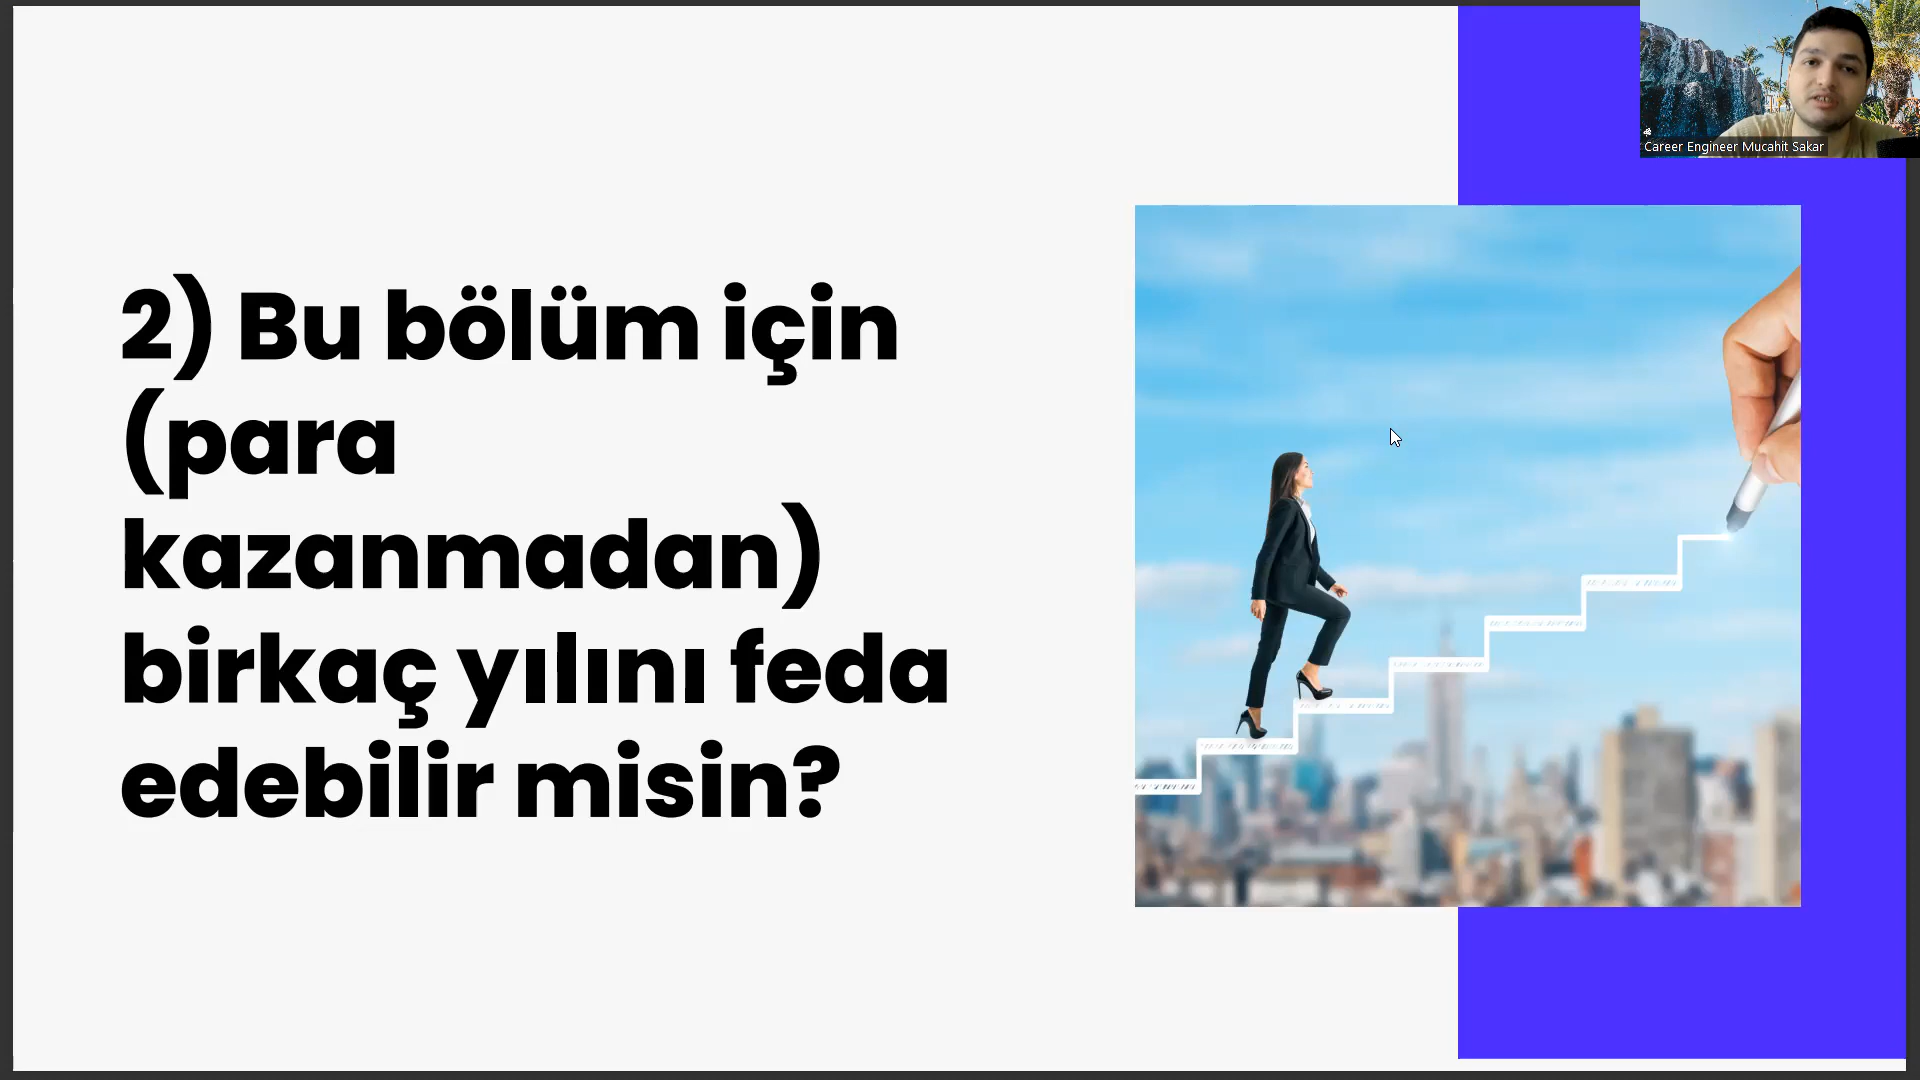 Career Engineer Mucahit Sakar
2) Bu bölüm için
(para
kazanmadan)
birkaç yılını feda
edebilir misin?